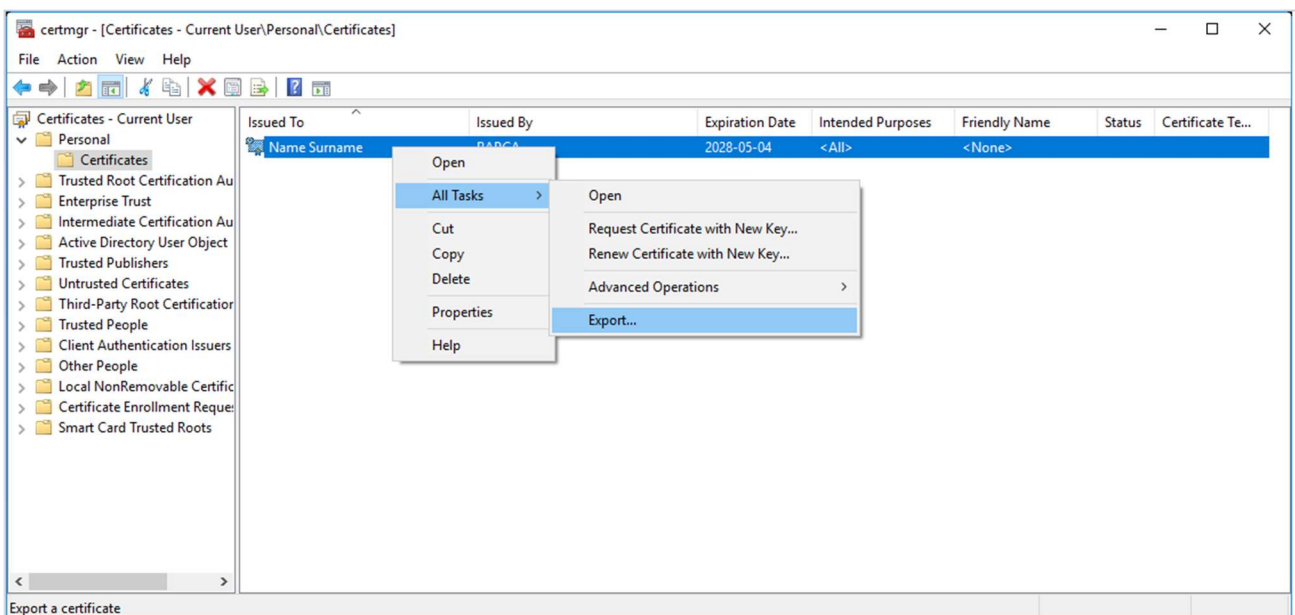 certmgr - [Certificates - Current User\Personal\Certificates]
File Action View Help
Certificates - Current User
Personal
Certificates
Trusted Root Certification Au
Enterprise Trust
Intermediate Certification Au
Active Directory User Object
Trusted Publishers
Untrusted Certificates
Third-Party Root Certification
Trusted People
Client Authentication Issuers
Other People
Local NonRemovable Certific
Certificate Enrollment Reques
Smart Card Trusted Roots
Issued To Issued By Expiration Date Intended Purposes Friendly Name Status Certificate Te...
Name Surname 2028-05-04 <All> <None>
Open
All Tasks >
Cut
Copy
Delete
Properties
Help
Open
Request Certificate with New Key...
Renew Certificate with New Key...
Advanced Operations >
Export...
Export a certificate